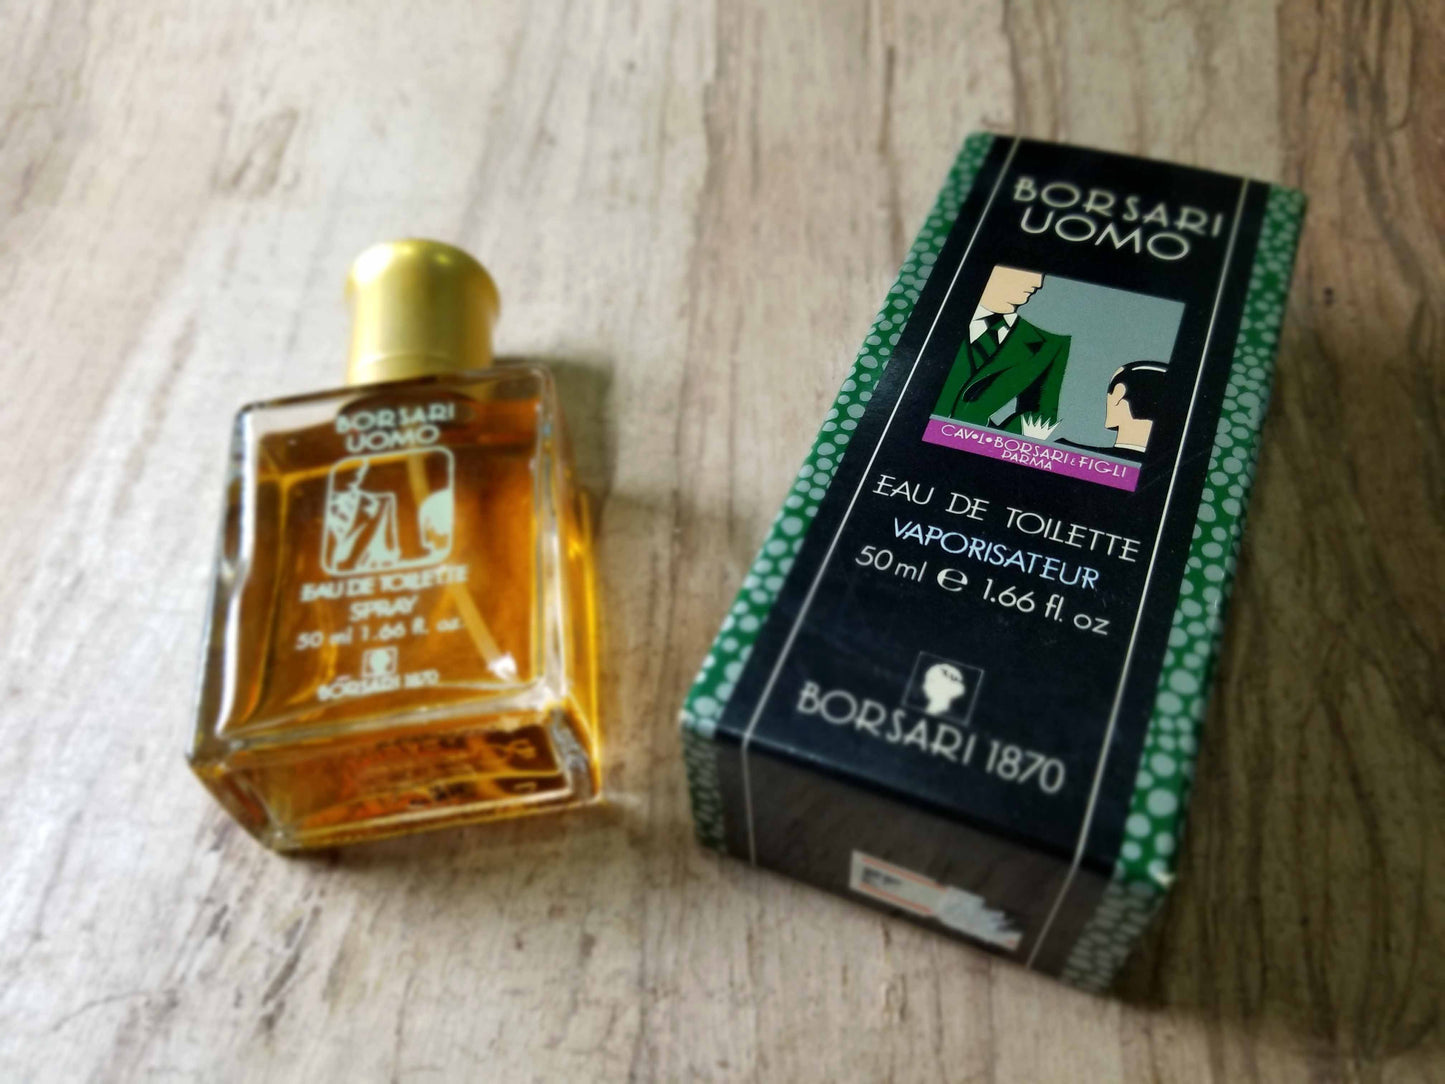 BORSARI
UOMO
EAU DE TOILETTE
SPRAY
50 ml 1.66 fl. oz
BORSARI 1870
BORSARI
UOMO
CAV•L•BORSARI E FIGLI
PARMA
EAU DE TOILETTE
VAPORISATEUR
50 ml e 1.66 fl. oz
BORSARI 1870